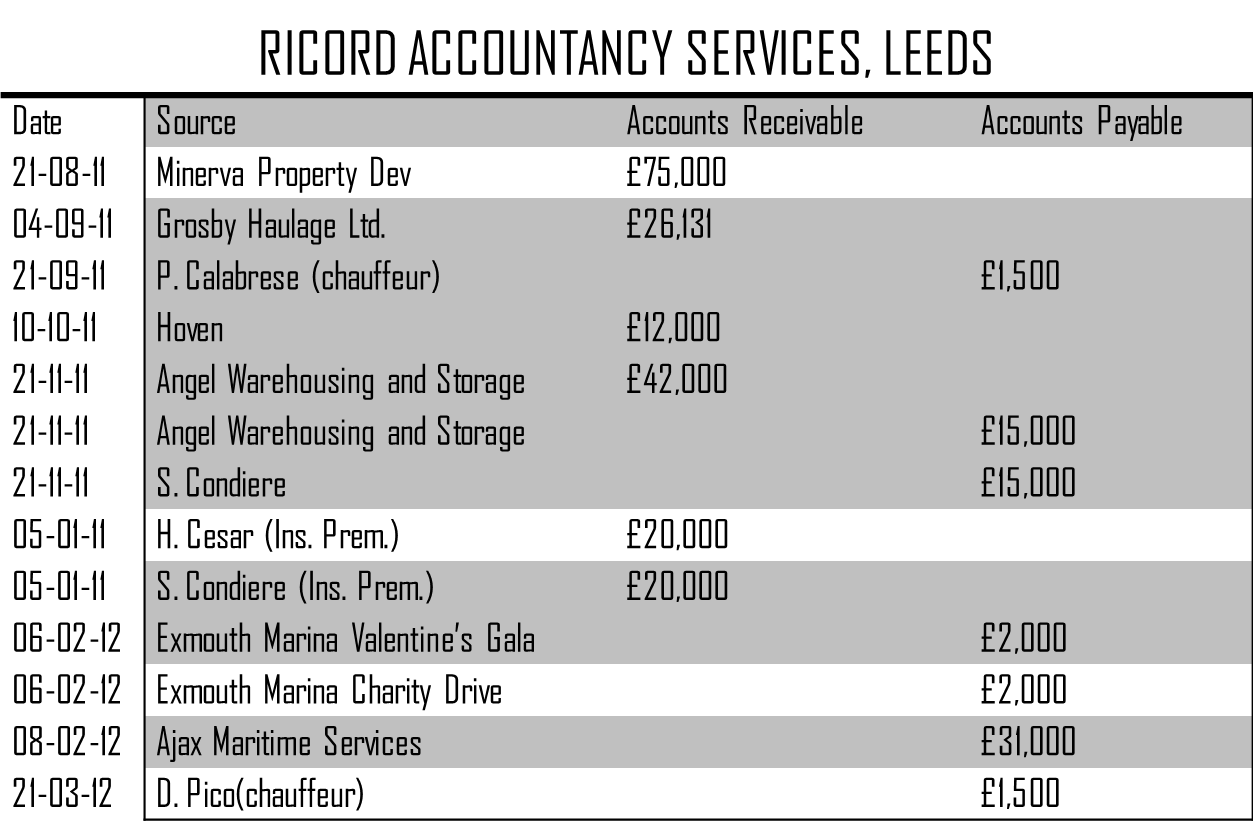 RICORD ACCOUNTANCY SERVICES, LEEDS
Date Source Accounts Receivable Accounts Payable
21-08-11 Minerva Property Dev £75,000
04-09-11 Grosby Haulage Ltd. £26,131
21-09-11 P. Calabrese (chauffeur) £1,500
10-10-11 Hoven £12,000
21-11-11 Angel Warehousing and Storage £42,000
21-11-11 Angel Warehousing and Storage £15,000
21-11-11 S. Condiere £15,000
05-01-11 H. Cesar (Ins. Prem.) £20,000
05-01-11 S. Condiere (Ins. Prem.) £20,000
06-02-12 Exmouth Marina Valentine's Gala £2,000
06-02-12 Exmouth Marina Charity Drive £2,000
08-02-12 Ajax Maritime Services £31,000
21-03-12 D. Pico(chauffeur) £1,500